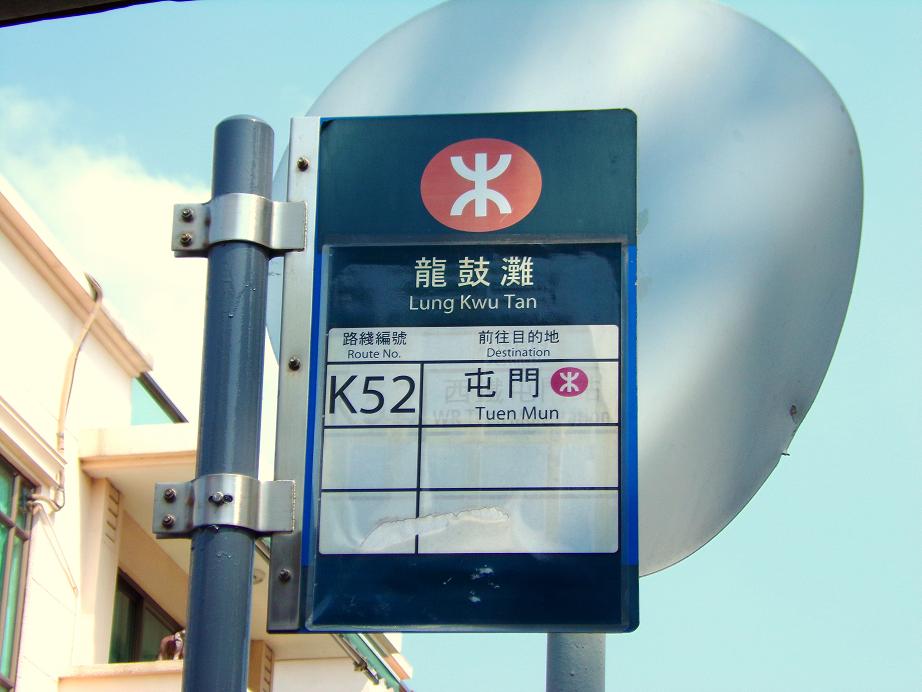 龍鼓灘
Lung Kwu Tan
路綫編號 前往目的地
Route No. Destination
K52 屯門
Tuen Mun